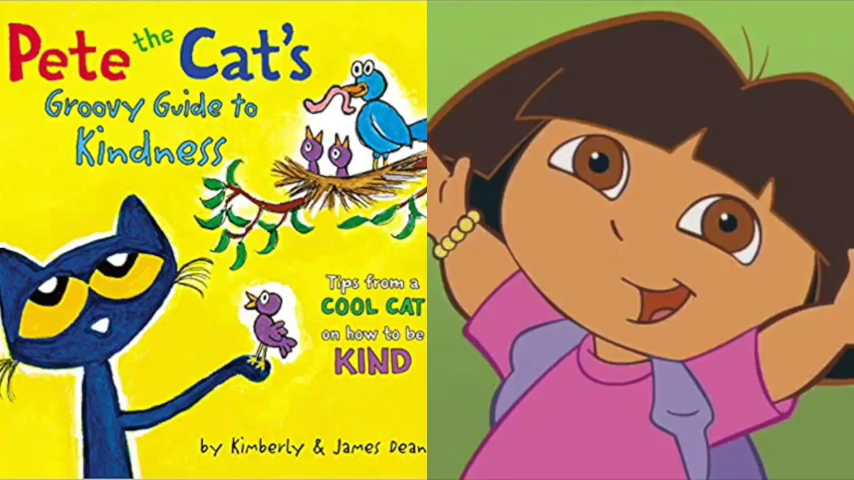 Pete the Cat's
Groovy Guide to
Kindness
Tips from a
COOL CAT
on how to be
KIND
by Kimberly & James Dean